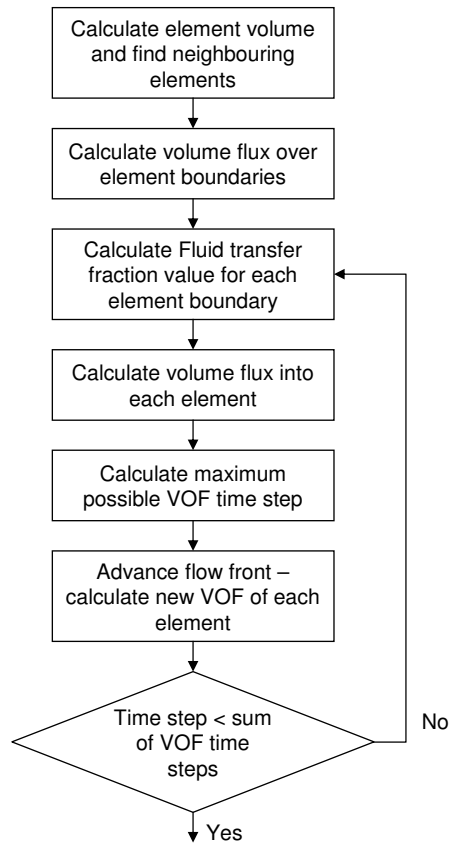 Calculate element volume
and find neighbouring
elements
Calculate volume flux over
element boundaries
Calculate Fluid transfer
fraction value for each
element boundary
Calculate volume flux into
each element
Calculate maximum
possible VOF time step
Advance flow front –
calculate new VOF of each
element
Time step < sum
of VOF time
steps
No
Yes